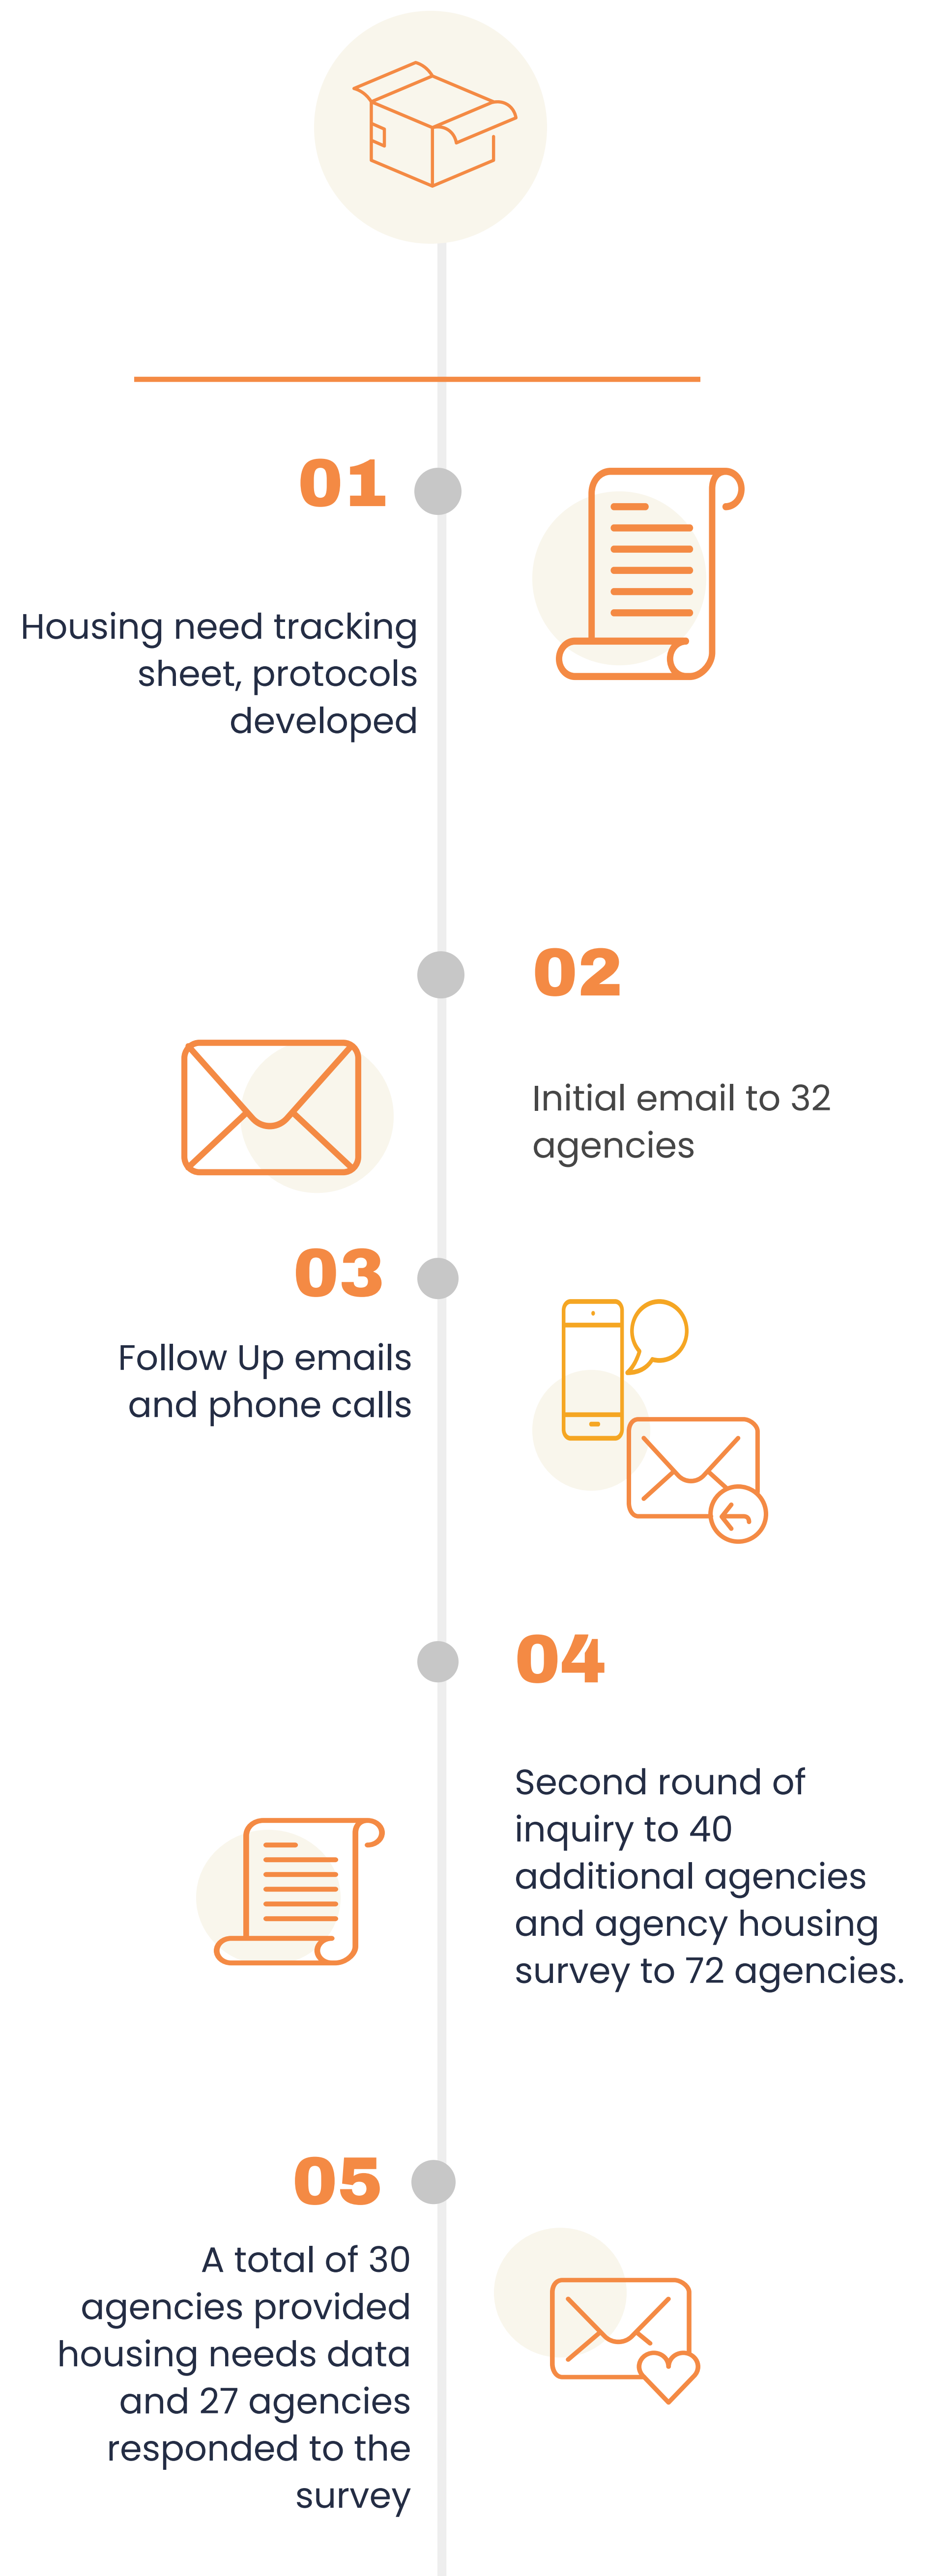 01
Housing need tracking
sheet, protocols
developed
02
Initial email to 32
agencies
03
Follow Up emails
and phone calls
04
Second round of
inquiry to 40
additional agencies
and agency housing
survey to 72 agencies.
05
A total of 30
agencies provided
housing needs data
and 27 agencies
responded to the
survey